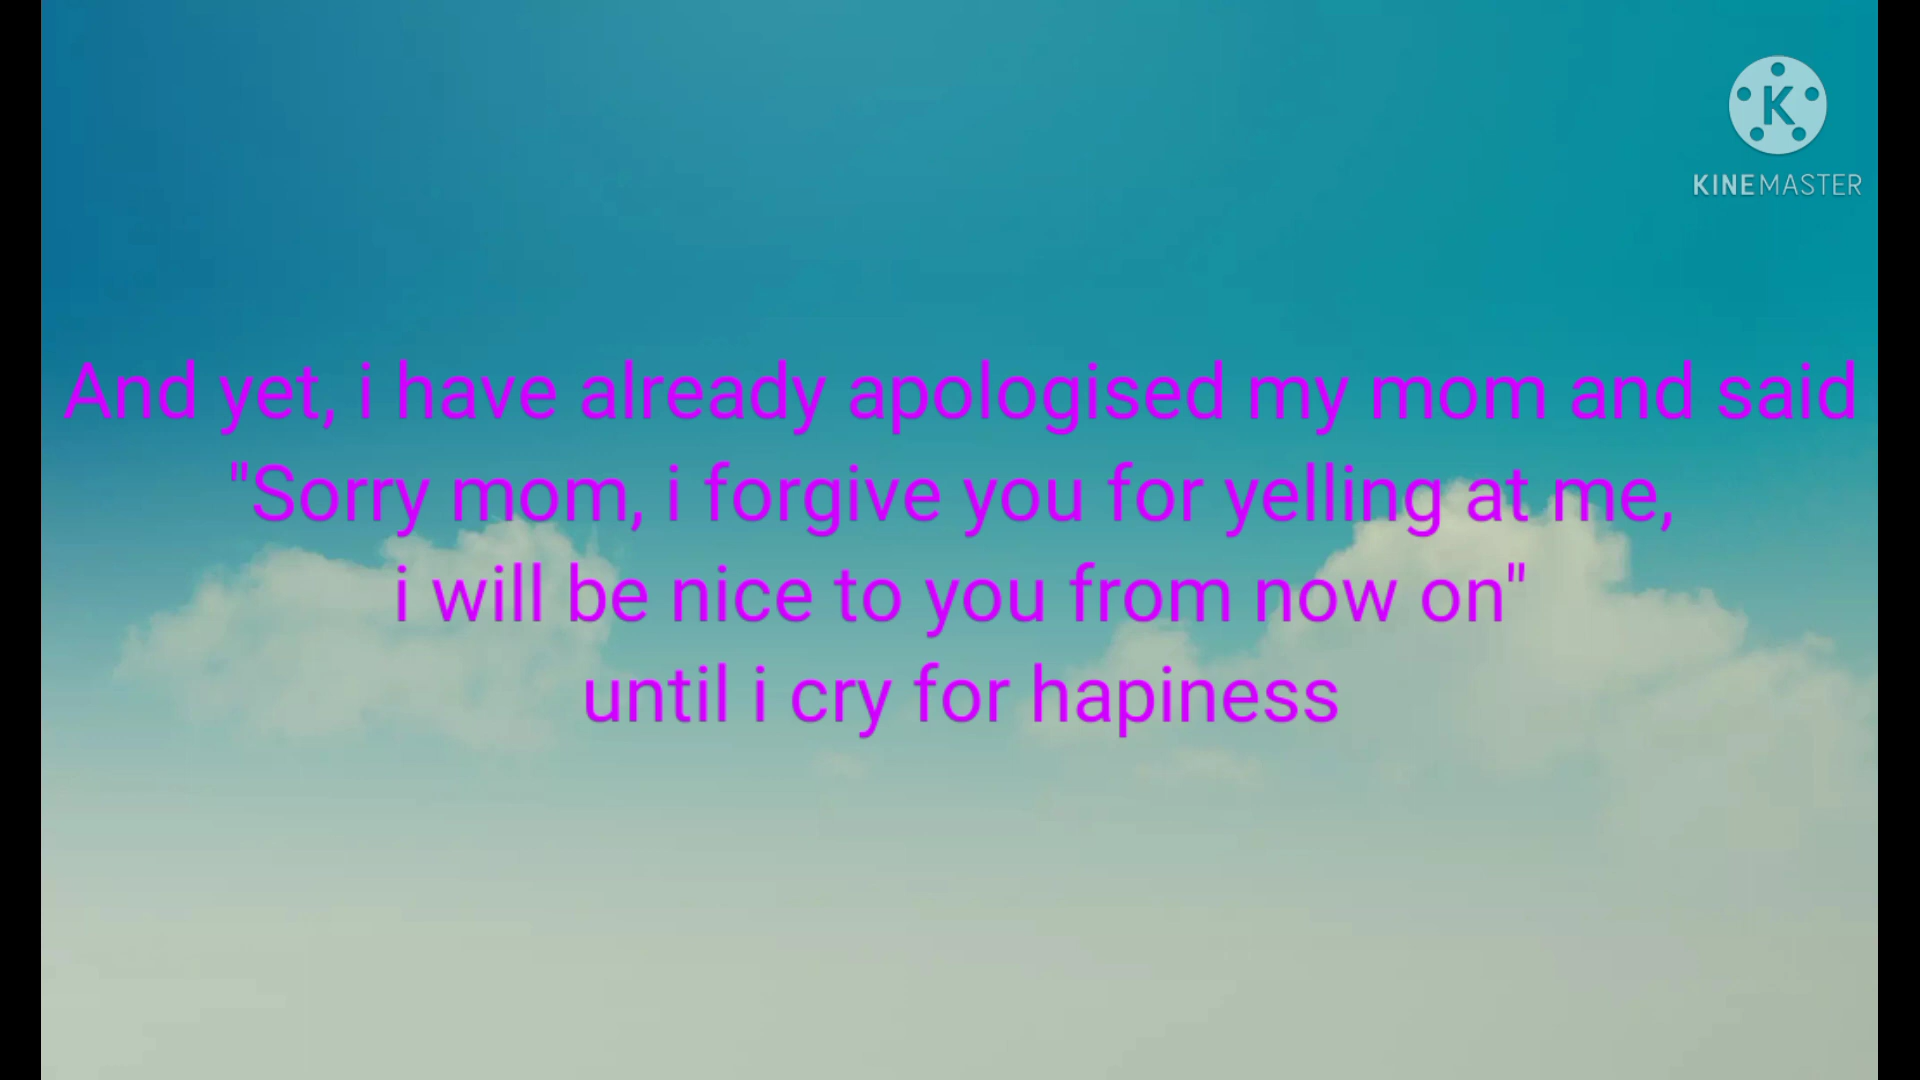 K
KINEMASTER
And yet, i have already apologised my mom and said
"Sorry mom, i forgive you for yelling at me,
i will be nice to you from now on"
until i cry for hapiness